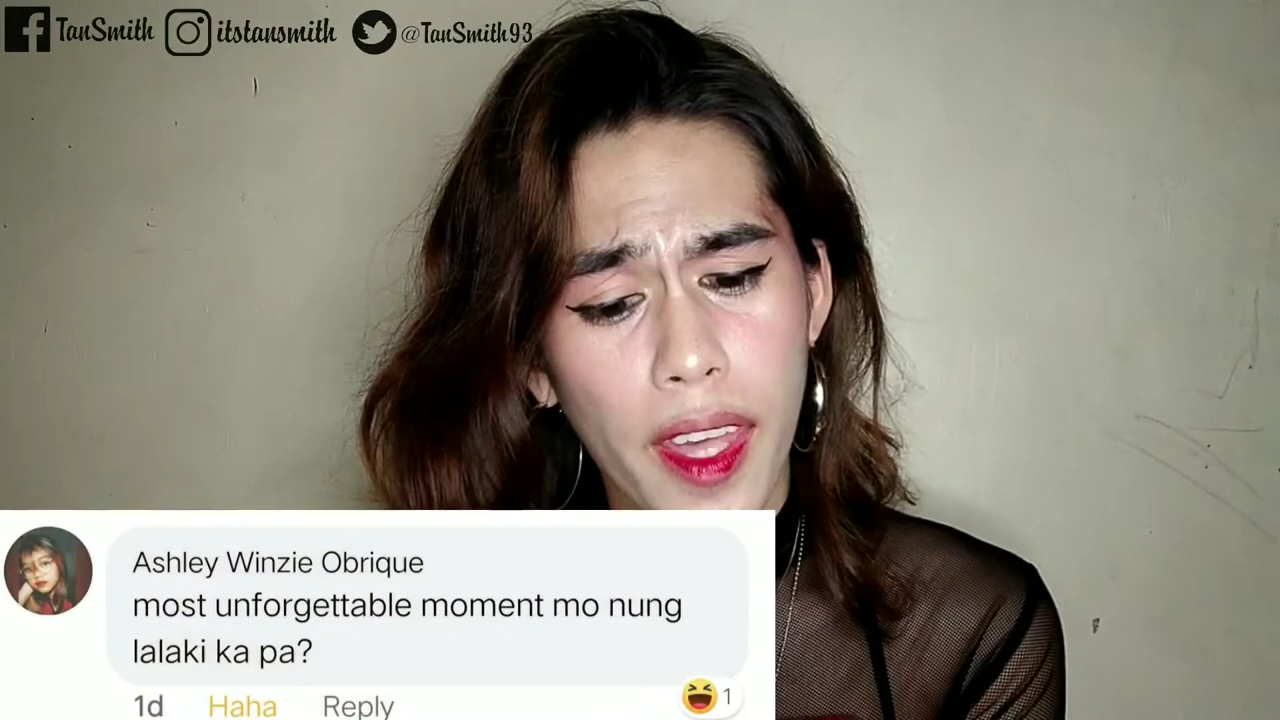 TanSmith itstansmith @TanSmith93
Ashley Winzie Obrique
most unforgettable moment mo nung
lalaki ka pa?
1d Haha Reply 1